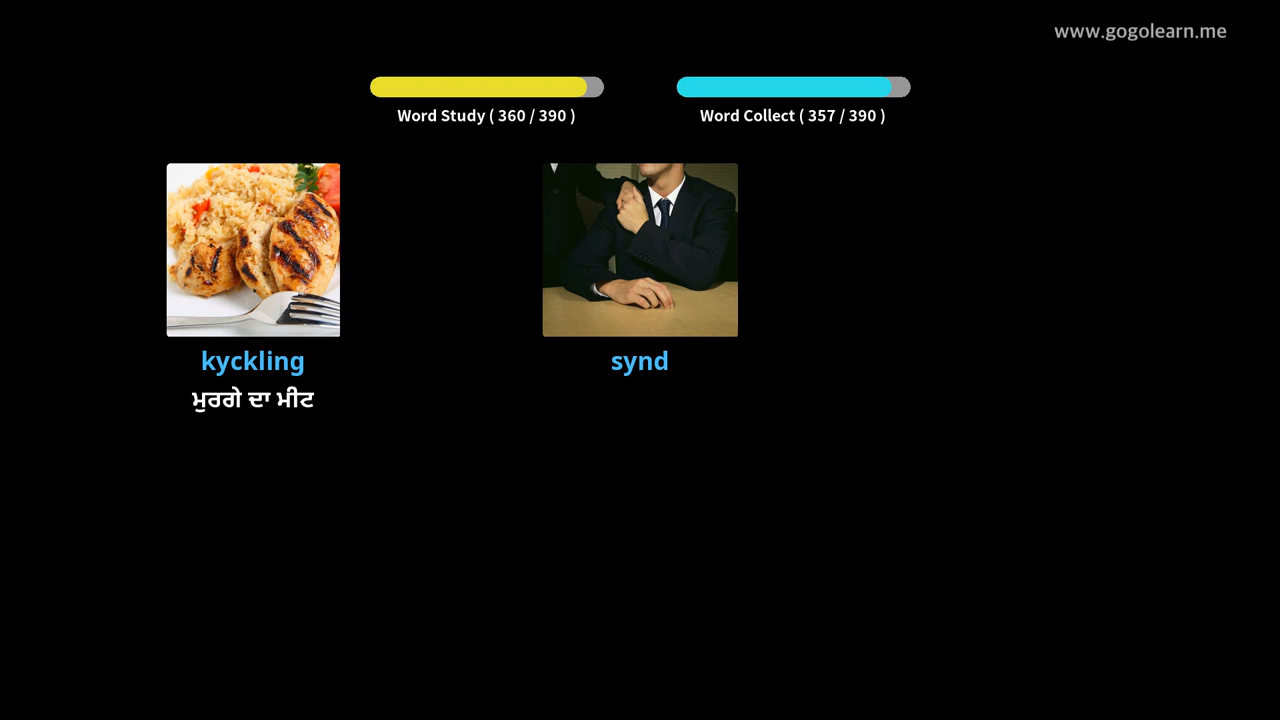 www.gogolearn.me
Word Study ( 360 / 390 )
Word Collect ( 357 / 390 )
kyckling
synd
ਮੁਰਗੇ ਦਾ ਮੀਟ